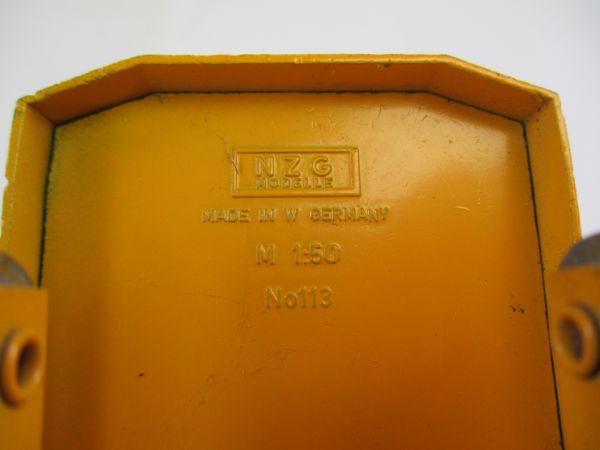 NZG
MODELLE
MADE IN W GERMANY
M 1:50
No113